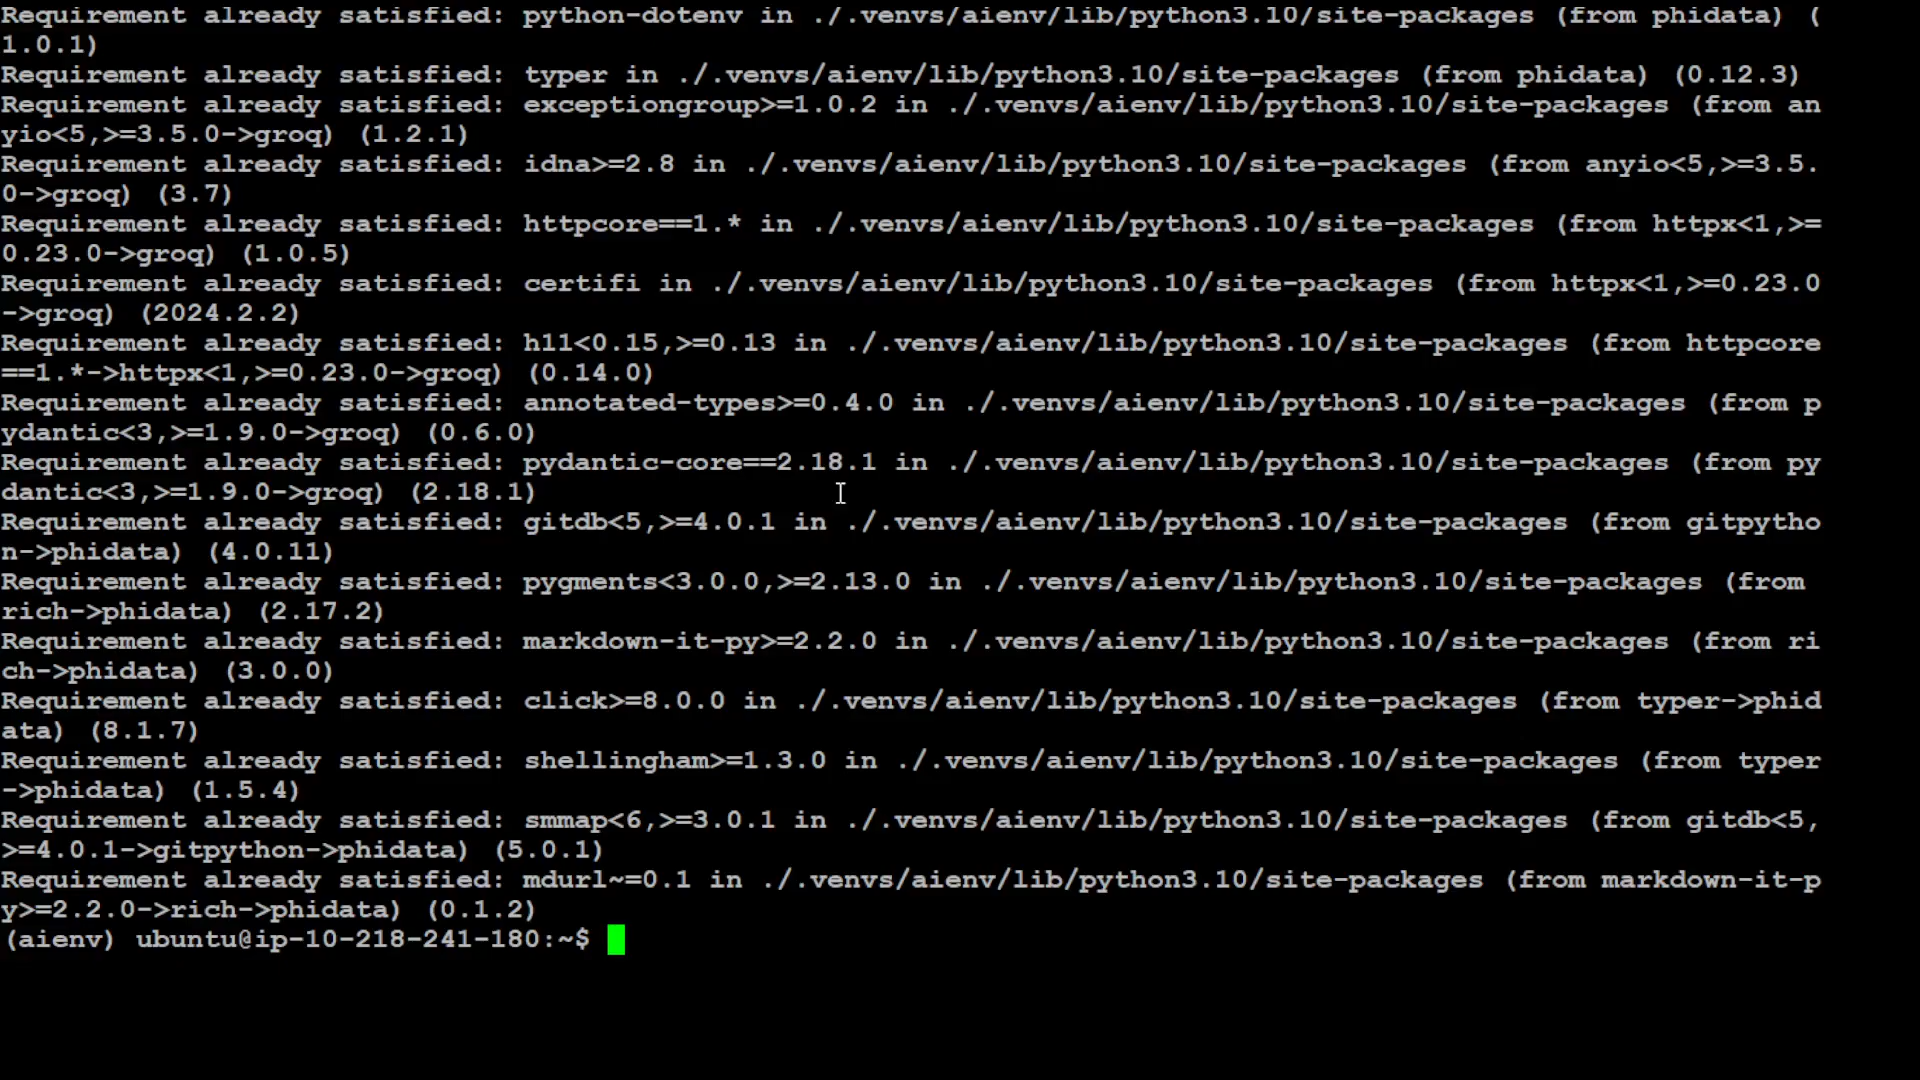 Requirement already satisfied: python-dotenv in ./.venvs/aienv/lib/python3.10/site-packages (from phidata) (
1.0.1)
Requirement already satisfied: typer in ./.venvs/aienv/lib/python3.10/site-packages (from phidata) (0.12.3)
Requirement already satisfied: exceptiongroup>=1.0.2 in ./.venvs/aienv/lib/python3.10/site-packages (from an
yio<5,>=3.5.0->groq) (1.2.1)
Requirement already satisfied: idna>=2.8 in ./.venvs/aienv/lib/python3.10/site-packages (from anyio<5,>=3.5.
0->groq) (3.7)
Requirement already satisfied: httpcore==1.* in ./.venvs/aienv/lib/python3.10/site-packages (from httpx<1,>=
0.23.0->groq) (1.0.5)
Requirement already satisfied: certifi in ./.venvs/aienv/lib/python3.10/site-packages (from httpx<1,>=0.23.0
->groq) (2024.2.2)
Requirement already satisfied: h11<0.15,>=0.13 in ./.venvs/aienv/lib/python3.10/site-packages (from httpcore
==1.*->httpx<1,>=0.23.0->groq) (0.14.0)
Requirement already satisfied: annotated-types>=0.4.0 in ./.venvs/aienv/lib/python3.10/site-packages (from p
ydantic<3,>=1.9.0->groq) (0.6.0)
Requirement already satisfied: pydantic-core==2.18.1 in ./.venvs/aienv/lib/python3.10/site-packages (from py
dantic<3,>=1.9.0->groq) (2.18.1)
Requirement already satisfied: gitdb<5,>=4.0.1 in ./.venvs/aienv/lib/python3.10/site-packages (from gitpytho
n->phidata) (4.0.11)
Requirement already satisfied: pygments<3.0.0,>=2.13.0 in ./.venvs/aienv/lib/python3.10/site-packages (from
rich->phidata) (2.17.2)
Requirement already satisfied: markdown-it-py>=2.2.0 in ./.venvs/aienv/lib/python3.10/site-packages (from ri
ch->phidata) (3.0.0)
Requirement already satisfied: click>=8.0.0 in ./.venvs/aienv/lib/python3.10/site-packages (from typer->phid
ata) (8.1.7)
Requirement already satisfied: shellingham>=1.3.0 in ./.venvs/aienv/lib/python3.10/site-packages (from typer
->phidata) (1.5.4)
Requirement already satisfied: smmap<6,>=3.0.1 in ./.venvs/aienv/lib/python3.10/site-packages (from gitdb<5,
>=4.0.1->gitpython->phidata) (5.0.1)
Requirement already satisfied: mdurl~=0.1 in ./.venvs/aienv/lib/python3.10/site-packages (from markdown-it-p
y>=2.2.0->rich->phidata) (0.1.2)
(aienv) ubuntu@ip-10-218-241-180:~$